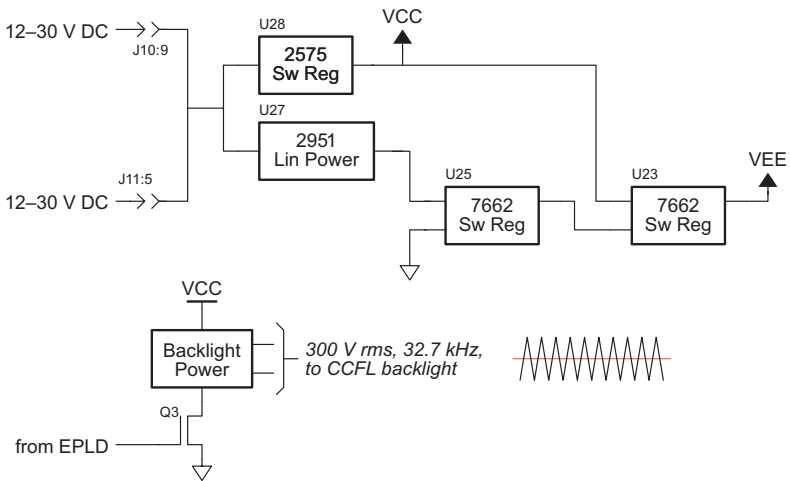 12–30 V DC
J10:9
U28
2575
Sw Reg
VCC
U27
2951
Lin Power
12–30 V DC
J11:5
U25
7662
Sw Reg
U23
7662
Sw Reg
VEE
VCC
Backlight
Power
300 V rms, 32.7 kHz,
to CCFL backlight
Q3
from EPLD